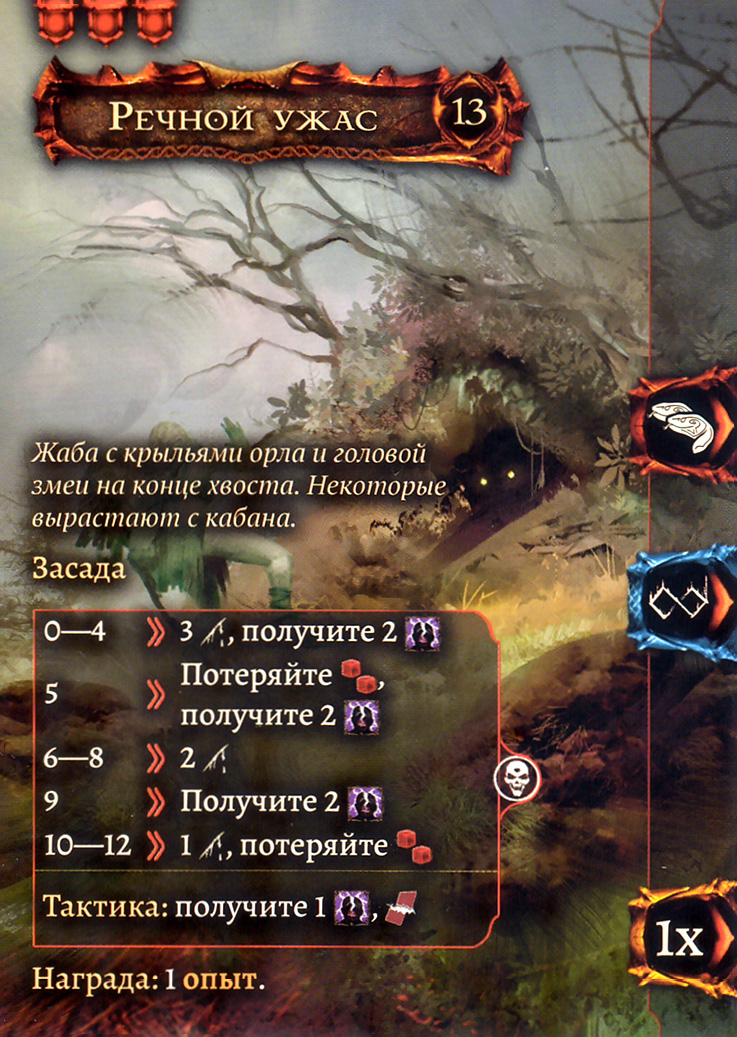 Речной ужас 13
Жаба с крыльями орла и головой
змеи на конце хвоста. Некоторые
вырастают с кабана.
Засада
0—4 3 , получите 2
5 Потеряйте ,
получите 2
6—8 2
9 Получите 2
10—12 1 , потеряйте
Тактика: получите 1 ,
1x
Награда: 1 опыт.